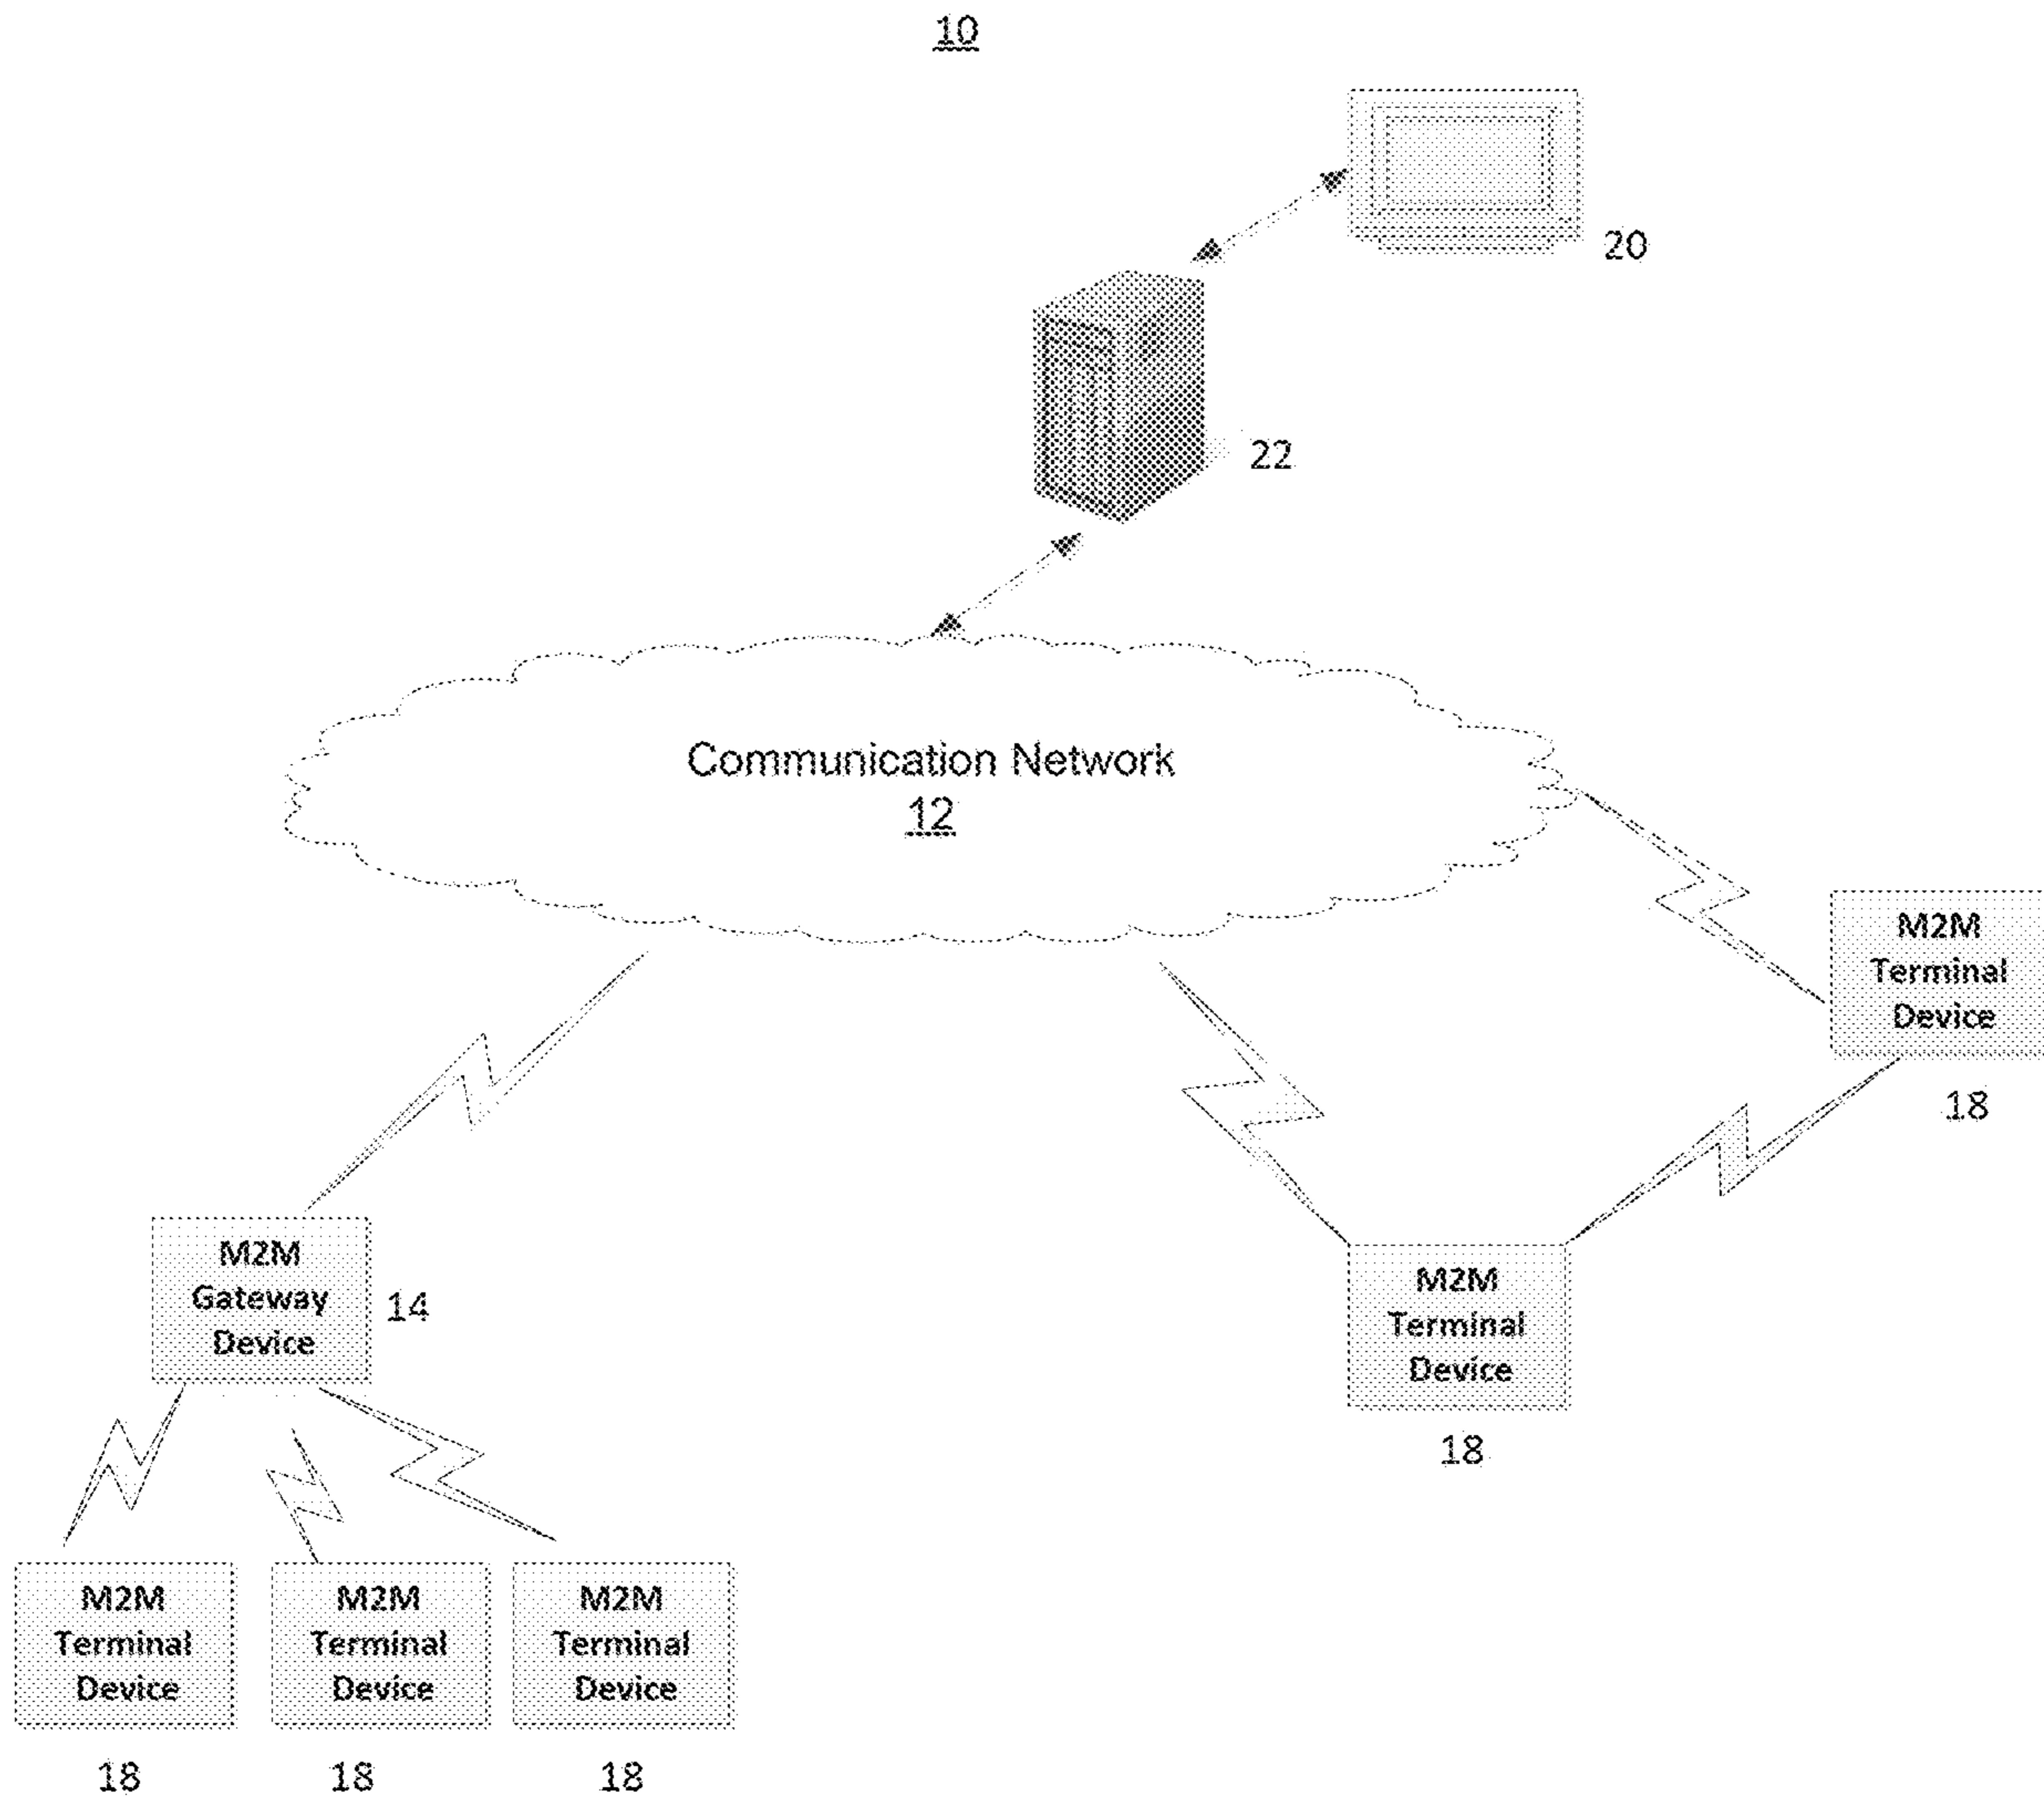 10
20
22
Communication Network
12
M2M
Terminal
Device
18
M2M
Gateway
Device
14
M2M
Terminal
Device
18
M2M
Terminal
Device
18
M2M
Terminal
Device
18
M2M
Terminal
Device
18